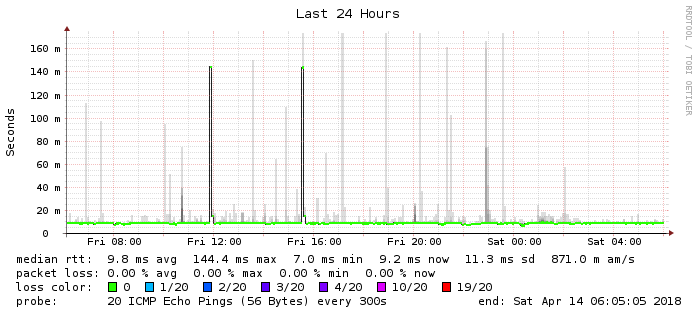 Last 24 Hours
RRDTOOL / TOBI OETIKER
Seconds
160 m
140 m
120 m
100 m
80 m
60 m
40 m
20 m
0
Fri 08:00 Fri 12:00 Fri 16:00 Fri 20:00 Sat 00:00 Sat 04:00
median rtt: 9.8 ms avg 144.4 ms max 7.0 ms min 9.2 ms now 11.3 ms sd 871.0 m am/s
packet loss: 0.00 % avg 0.00 % max 0.00 % min 0.00 % now
loss color: 0 1/20 2/20 3/20 4/20 10/20 19/20
probe: 20 ICMP Echo Pings (56 Bytes) every 300s end: Sat Apr 14 06:05:05 2018